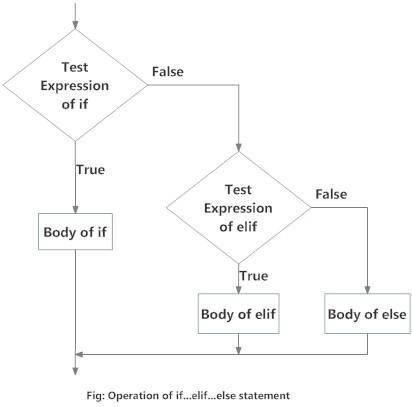 Test
Expression
of if
False
True
Test
Expression
of elif
False
Body of if
True
Body of elif
Body of else
Fig: Operation of if...elif...else statement